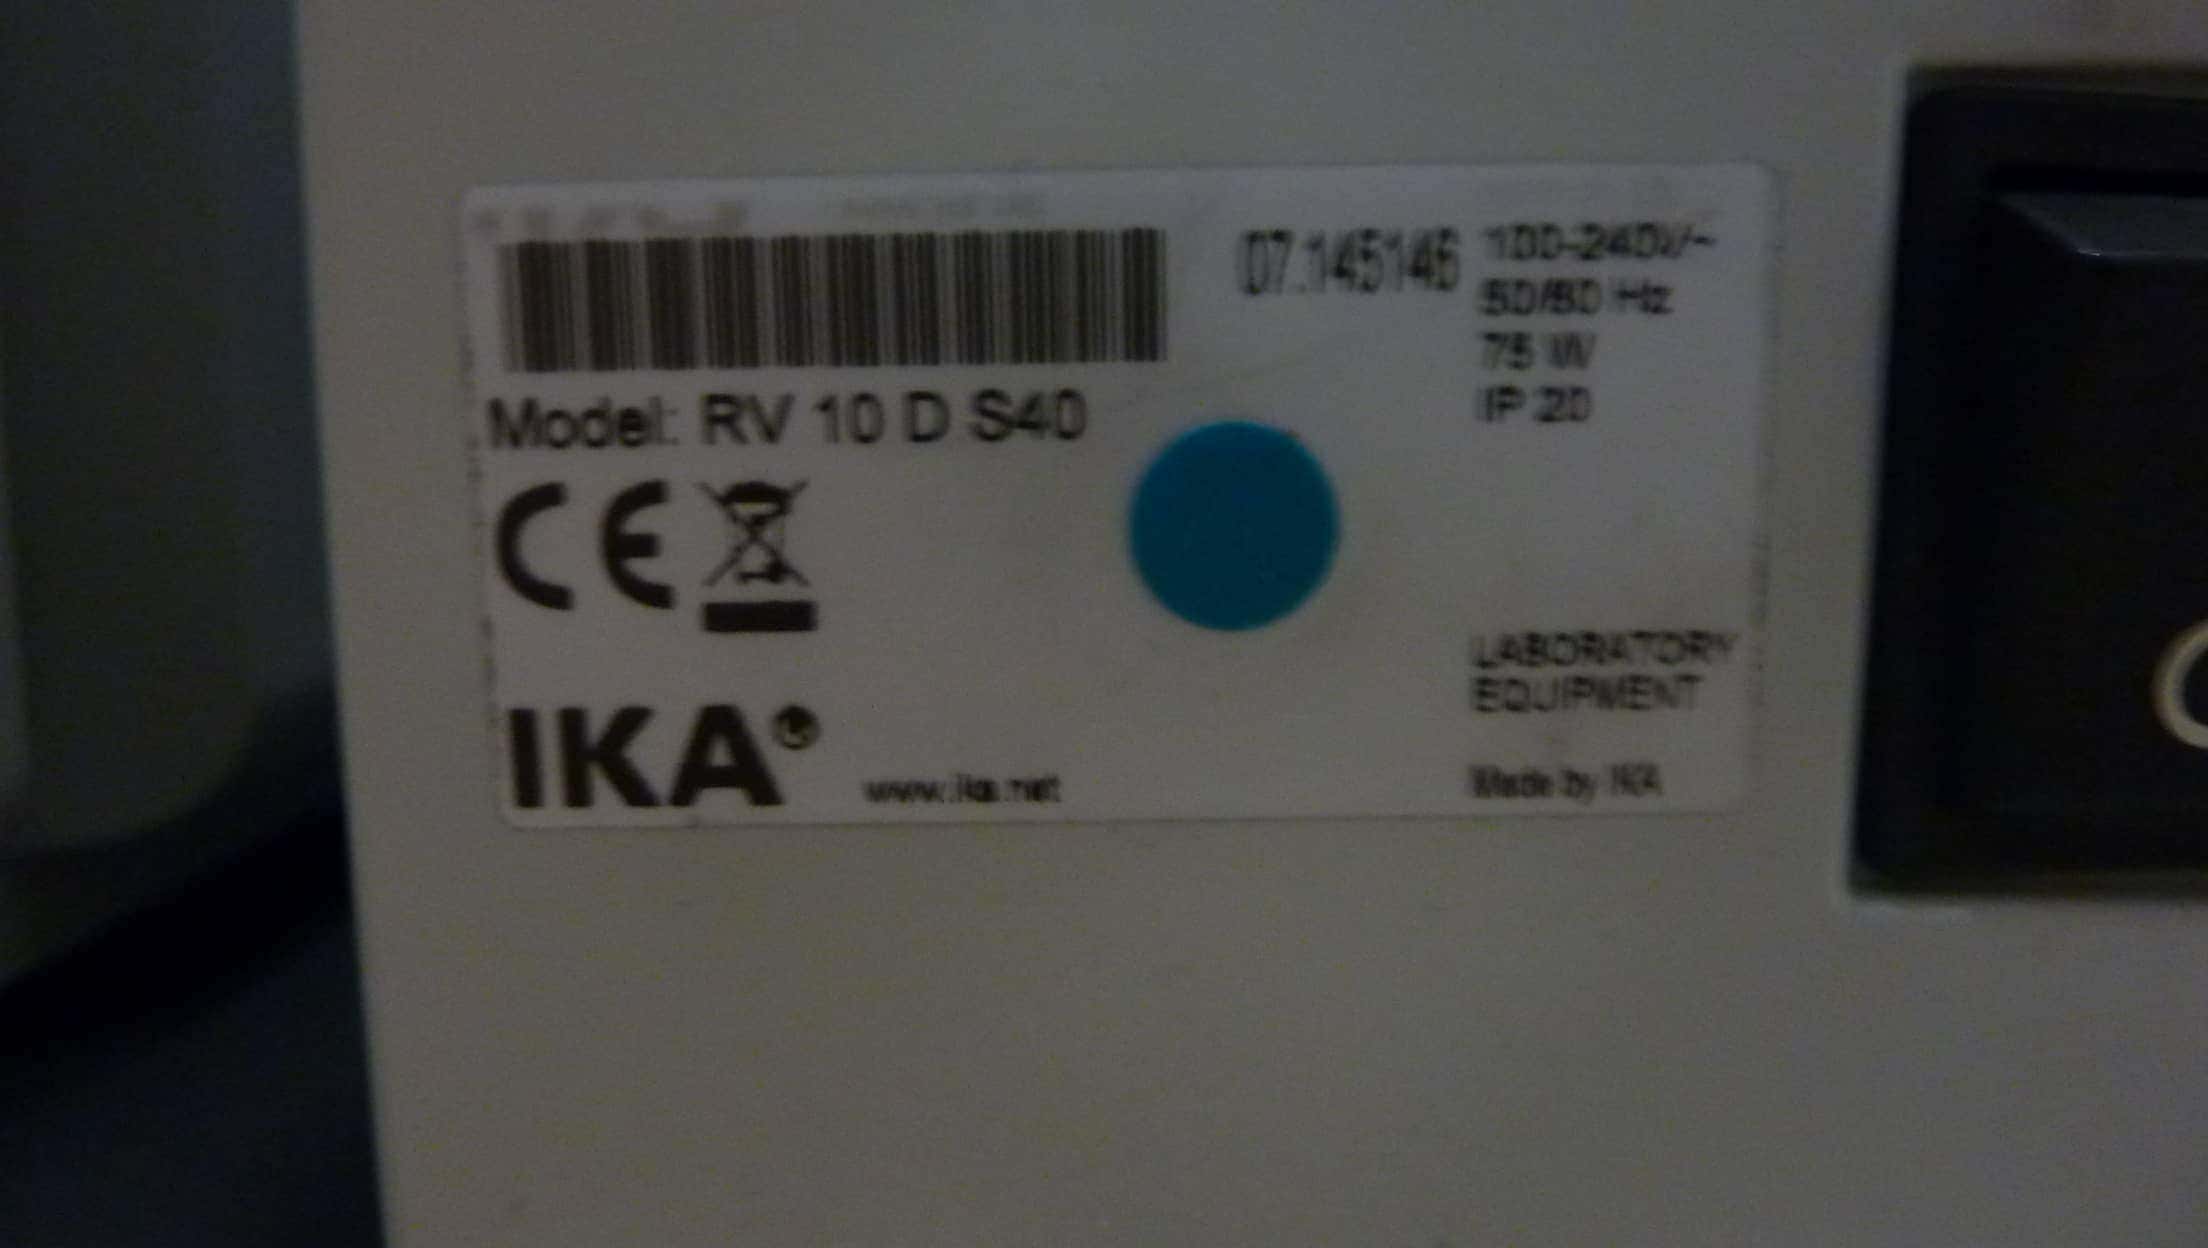 07.145146
100-240V~
50/60 Hz
75 W
IP 20
Model: RV 10 D S40
CE
LABORATORY
EQUIPMENT
IKA®
www.ika.net
Made by IKA